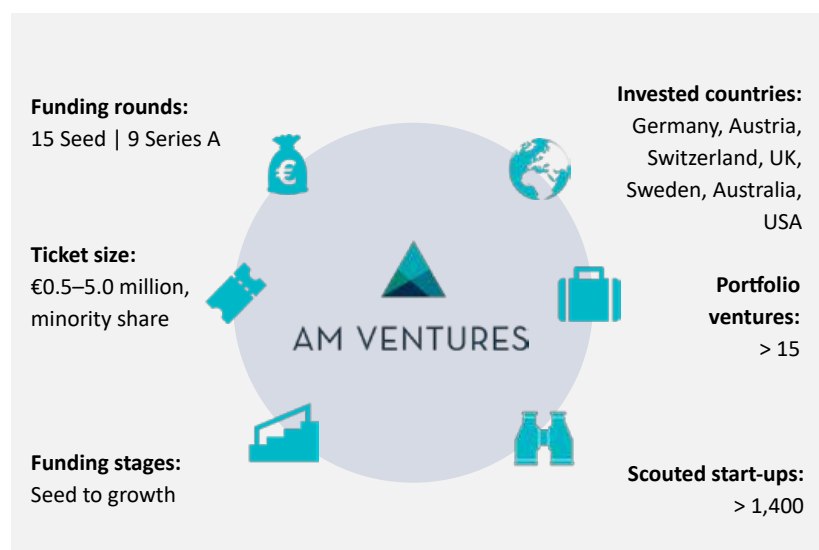 Funding rounds:
15 Seed | 9 Series A
Ticket size:
€0.5–5.0 million,
minority share
Funding stages:
Seed to growth
€
AM VENTURES
Invested countries:
Germany, Austria,
Switzerland, UK,
Sweden, Australia,
USA
Portfolio
ventures:
> 15
Scouted start-ups:
> 1,400